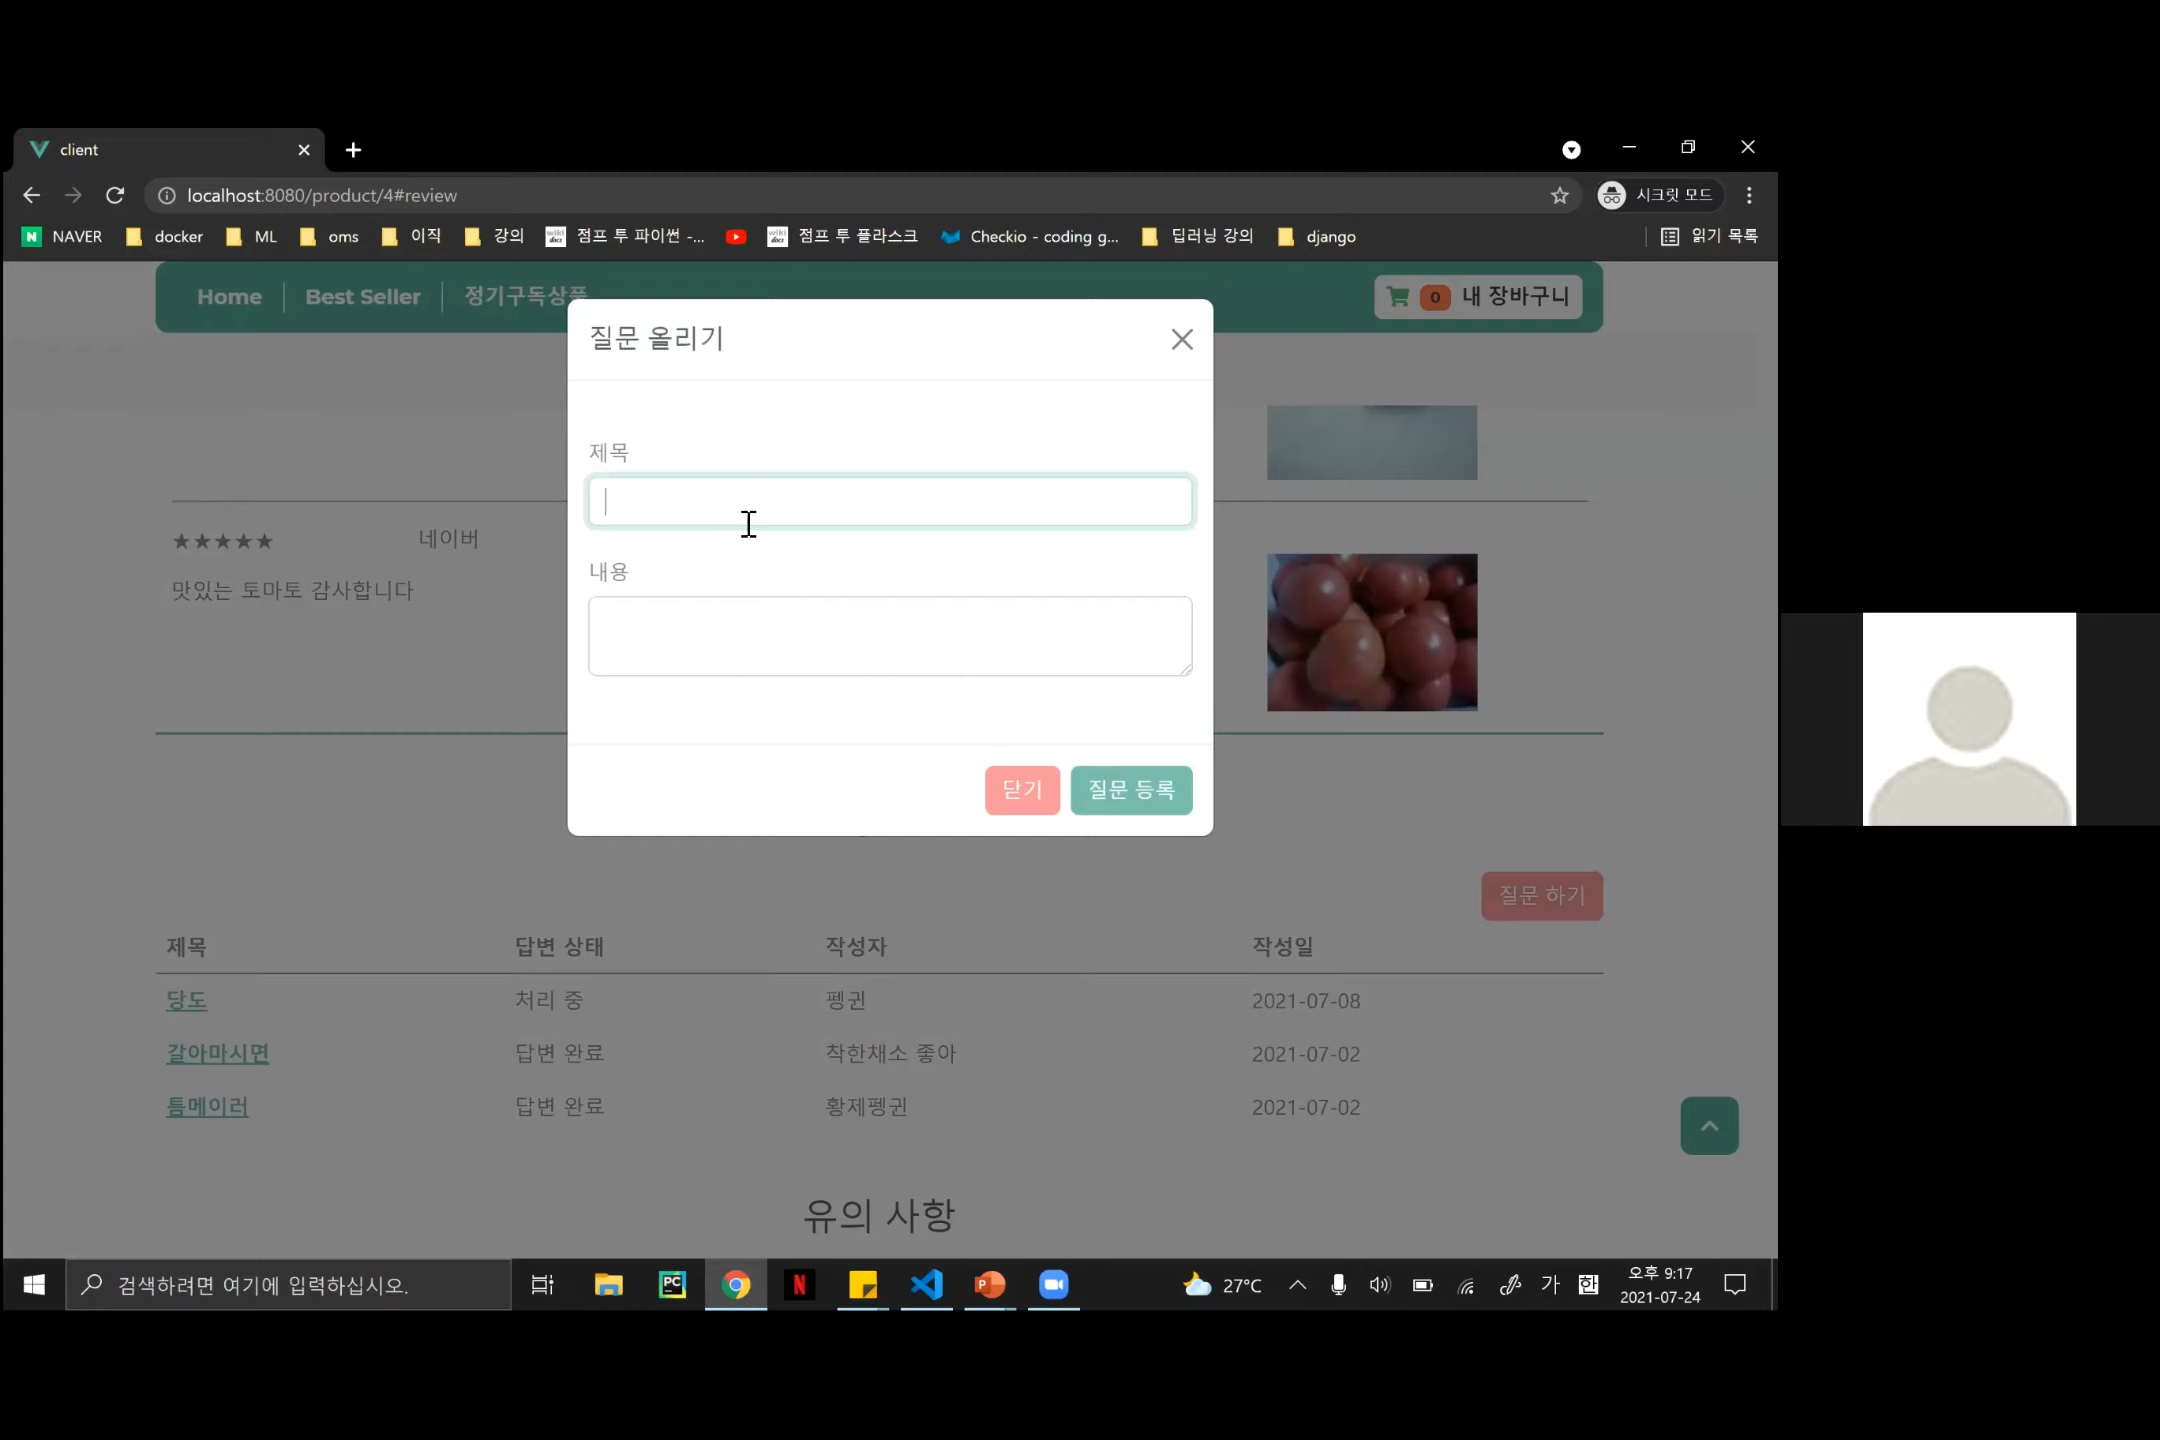 client
localhost:8080/product/4#review
시크릿 모드
NAVER docker ML oms 이직 강의 점프 투 파이썬 -... 점프 투 플라스크 Checkio - coding g... 딥러닝 강의 django 읽기 목록
Home Best Seller 정기구독상품 0 내 장바구니
질문 올리기
제목
★★★★★ 네이버
맛있는 토마토 감사합니다
내용
닫기 질문 등록
질문 하기
제목 답변 상태 작성자 작성일
당도 처리 중 펭귄 2021-07-08
갈아마시면 답변 완료 착한채소 좋아 2021-07-02
틈메이러 답변 완료 황제펭귄 2021-07-02
유의 사항
검색하려면 여기에 입력하십시오.
27°C 가 한 오후 9:17
2021-07-24